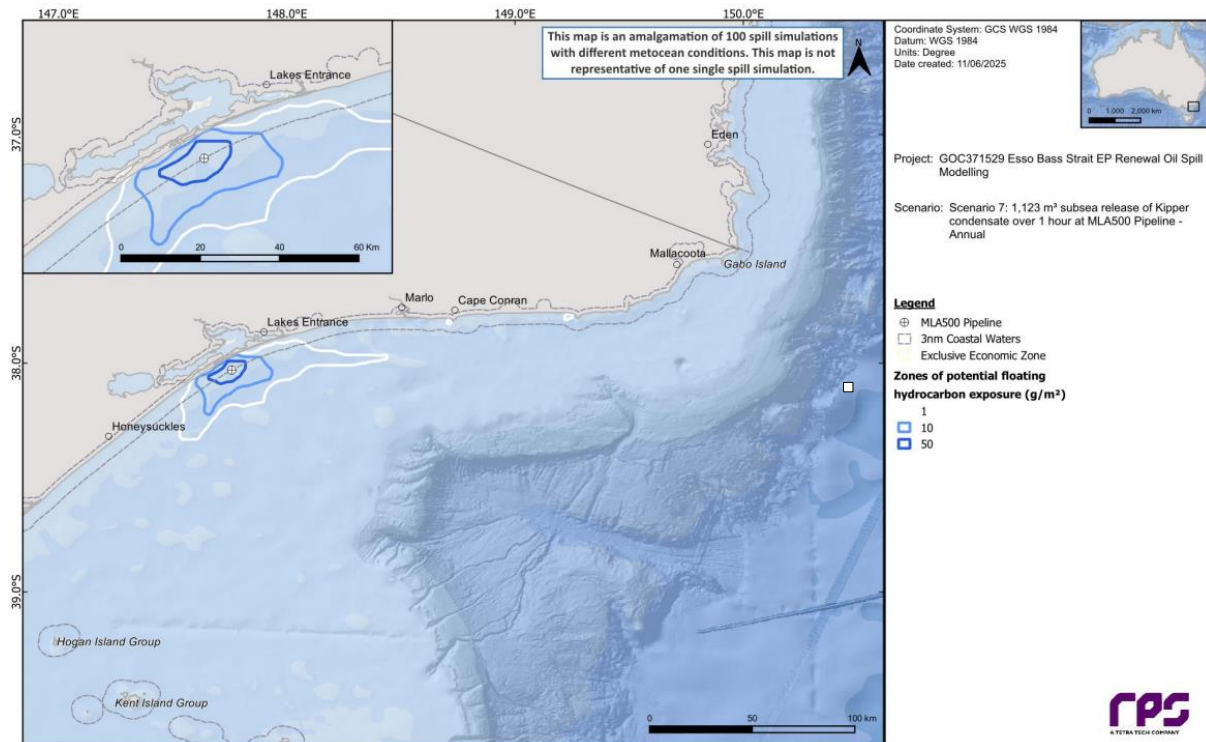 147.0°E
148.0°E
149.0°E
150.0°E
This map is an amalgamation of 100 spill simulations
with different metocean conditions. This map is not
representative of one single spill simulation.
N
Coordinate System: GCS WGS 1984
Datum: WGS 1984
Units: Degree
Date created: 11/06/2025
0 1,000 2,000 km
Project: GOC371529 Esso Bass Strait EP Renewal Oil Spill
Modelling
Scenario: Scenario 7: 1,123 m³ subsea release of Kipper
condensate over 1 hour at MLA500 Pipeline -
Annual
Legend
MLA500 Pipeline
3nm Coastal Waters
Exclusive Economic Zone
Zones of potential floating
hydrocarbon exposure (g/m²)
1
10
50
Lakes Entrance
0 20 40 60 Km
37.0°S
38.0°S
39.0°S
Eden
Mallacoota
Gabo Island
Marlo
Cape Conran
Lakes Entrance
Honeysuckles
Hogan Island Group
Kent Island Group
0 50 100 km
rps
A TETRA TECH COMPANY